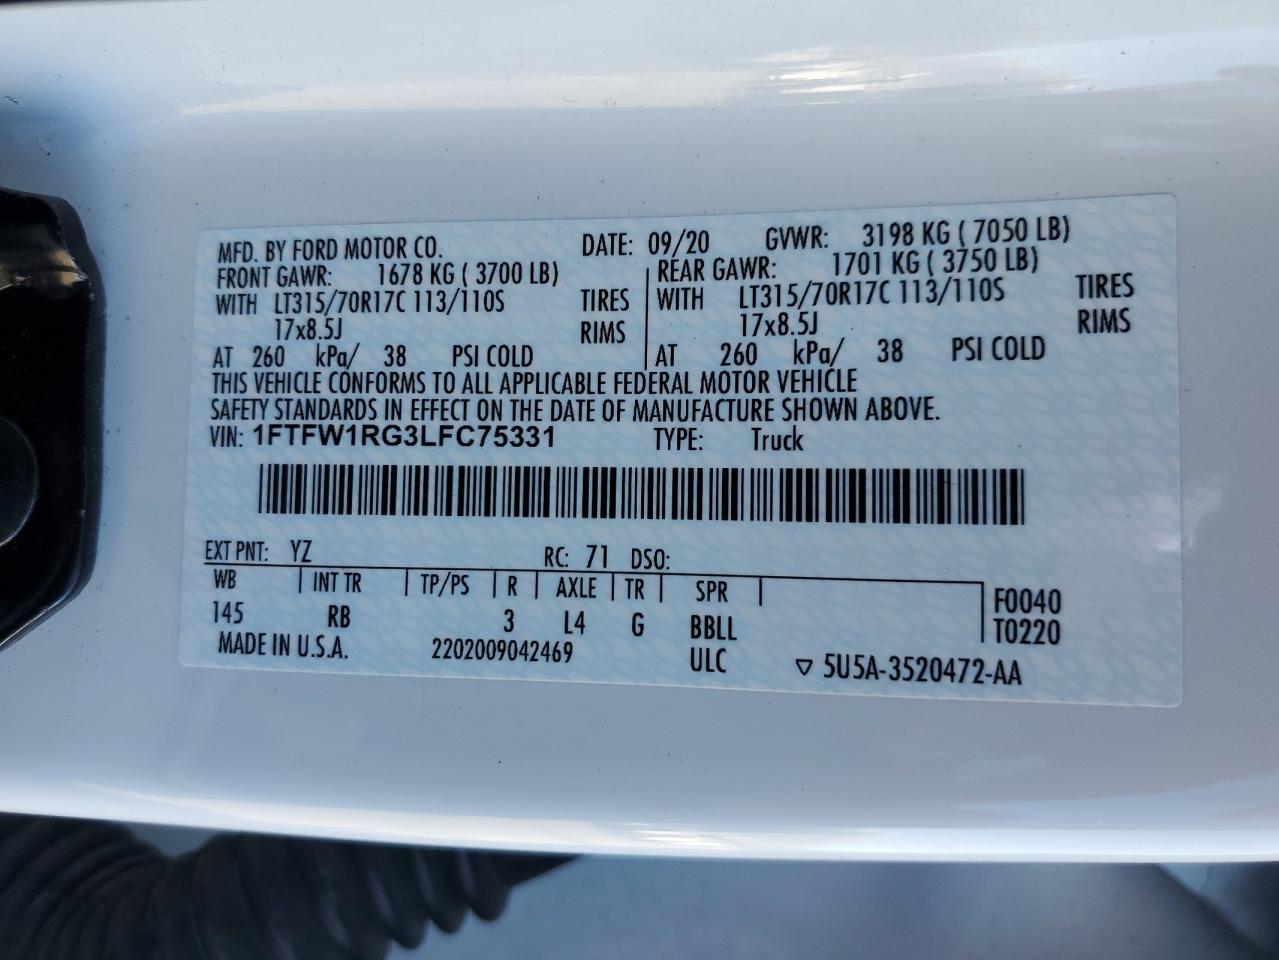 MFD. BY FORD MOTOR CO. DATE: 09/20 GVWR: 3198 KG ( 7050 LB)
FRONT GAWR: 1678 KG ( 3700 LB) REAR GAWR: 1701 KG ( 3750 LB)
WITH LT315/70R17C 113/110S TIRES WITH LT315/70R17C 113/110S TIRES
17x8.5J RIMS 17x8.5J RIMS
AT 260 kPa/ 38 PSI COLD AT 260 kPa/ 38 PSI COLD
THIS VEHICLE CONFORMS TO ALL APPLICABLE FEDERAL MOTOR VEHICLE
SAFETY STANDARDS IN EFFECT ON THE DATE OF MANUFACTURE SHOWN ABOVE.
VIN: 1FTFW1RG3LFC75331 TYPE: Truck
EXT PNT: YZ RC: 71 DSO:
WB INT TR TP/PS R AXLE TR SPR F0040
145 RB 3 L4 G BBLL T0220
MADE IN U.S.A. 2202009042469 ULC ▽ 5U5A-3520472-AA